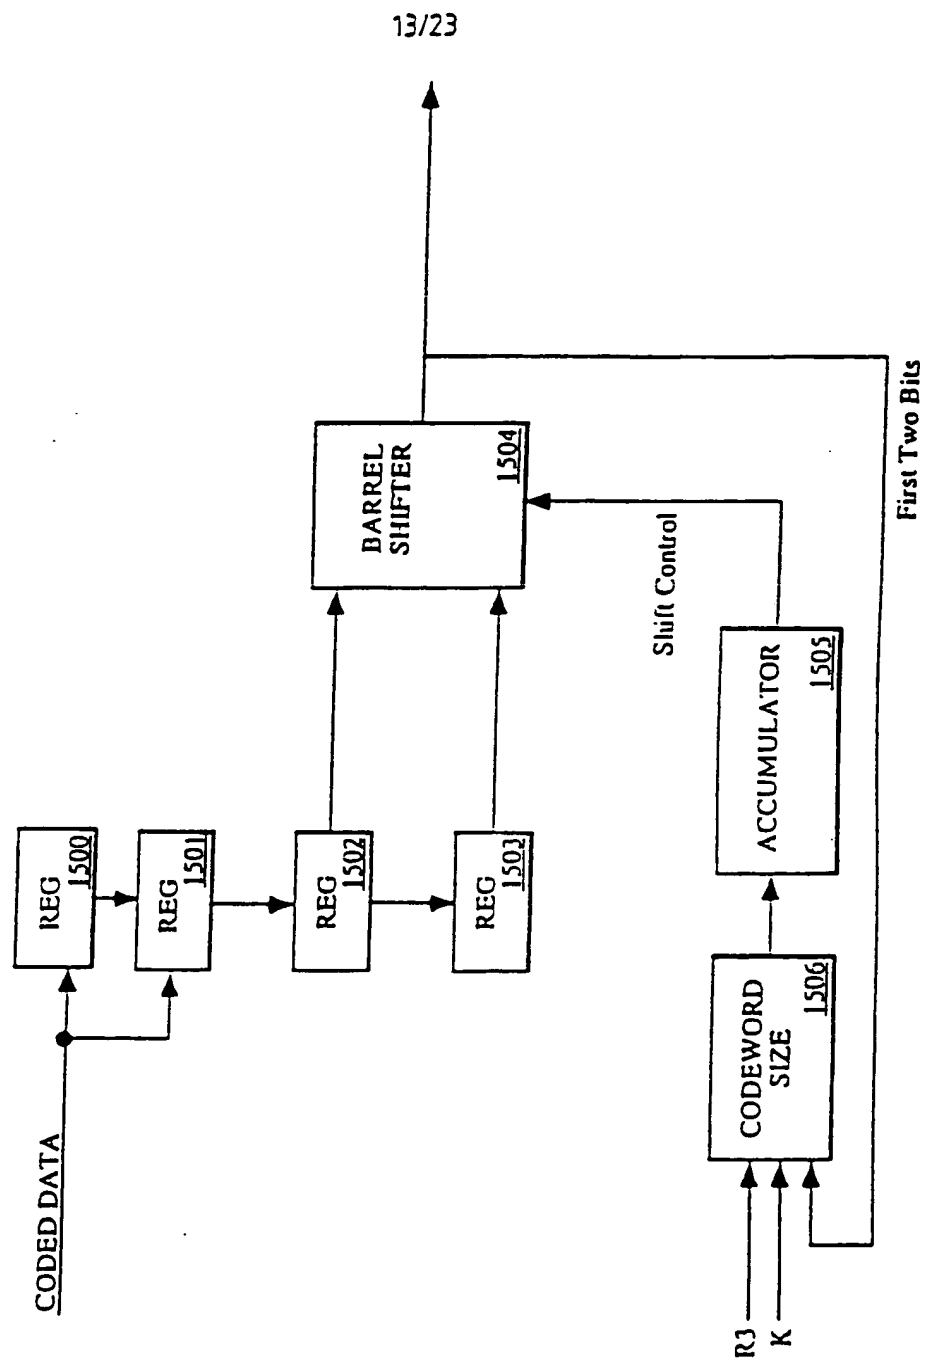 13/23
CODED DATA
REG
1500
REG
1501
REG
1502
REG
1503
BARREL
SHIFTER
1504
Shift Control
R3
K
CODEWORD
SIZE
1506
ACCUMULATOR
1505
First Two Bits